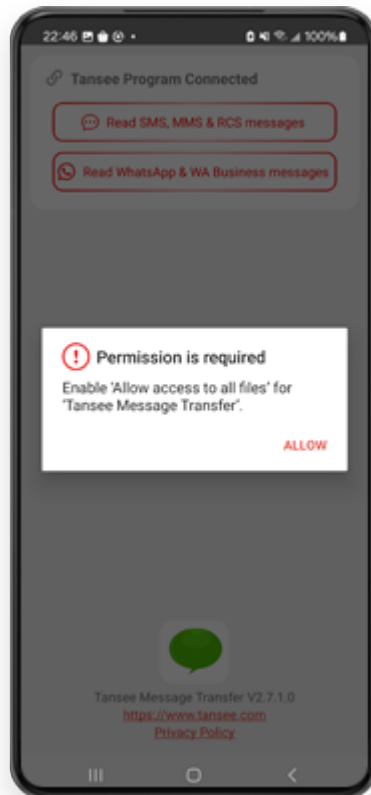 22:46
100%
Tansee Program Connected
Read SMS, MMS & RCS messages
Read WhatsApp & WA Business messages
Permission is required
Enable 'Allow access to all files' for
'Tansee Message Transfer'.
ALLOW
Tansee Message Transfer V2.7.1.0
https://www.tansee.com
Privacy Policy